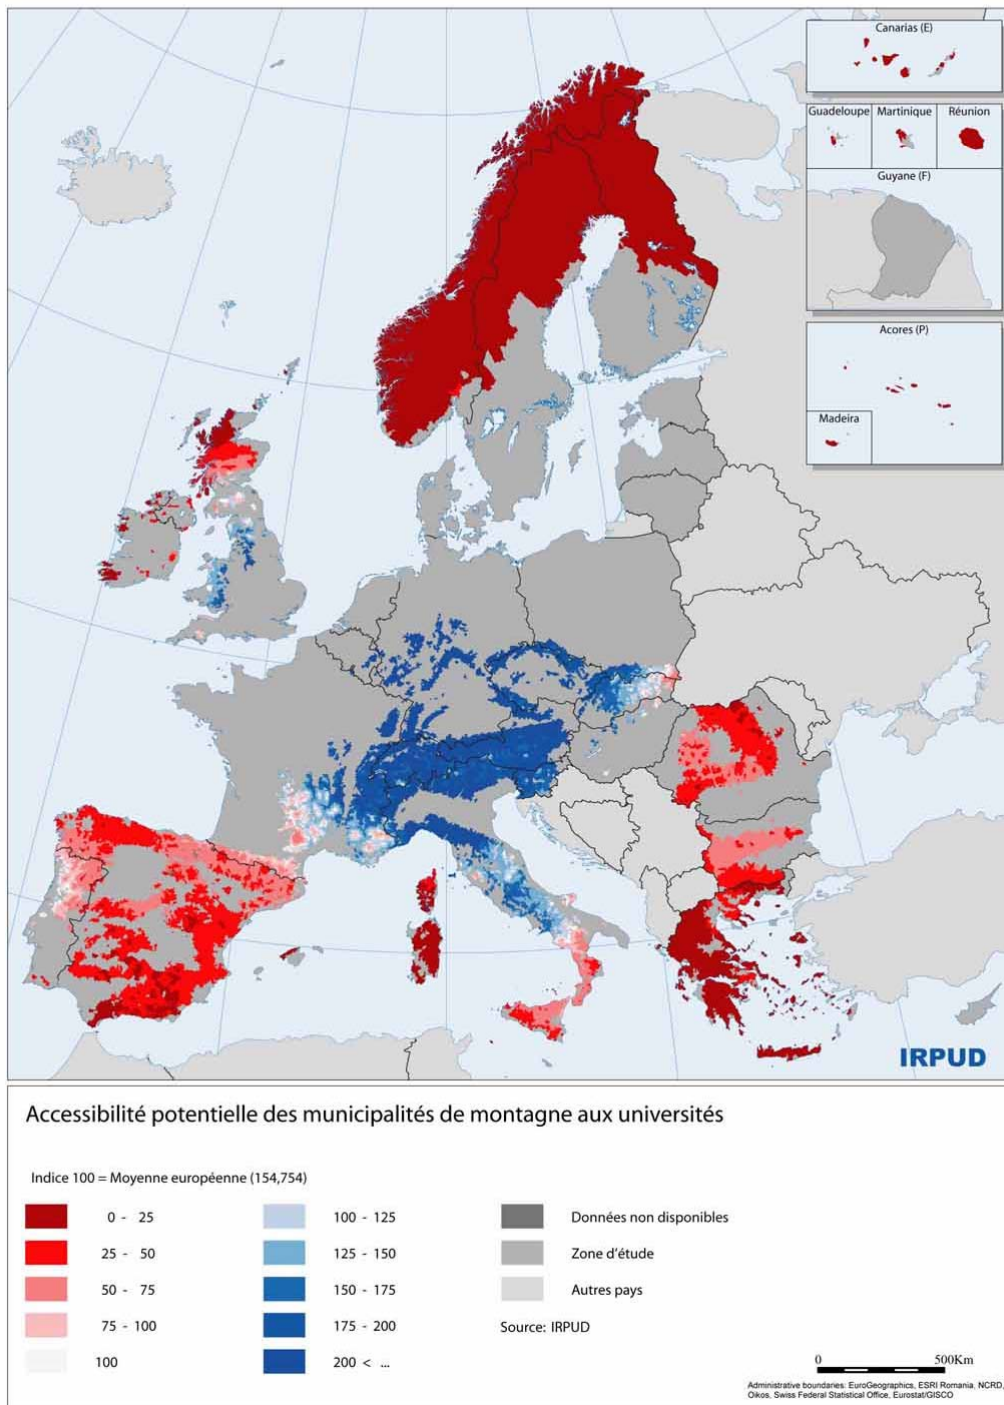 Canarias (E)
Guadeloupe
Martinique
Réunion
Guyane (F)
Acores (P)
Madeira
IRPUD
Accessibilité potentielle des municipalités de montagne aux universités
Indice 100 = Moyenne européenne (154,754)
0 - 25
25 - 50
50 - 75
75 - 100
100
100 - 125
125 - 150
150 - 175
175 - 200
200 < ...
Données non disponibles
Zone d'étude
Autres pays
Source: IRPUD
0 500Km
Administrative boundaries: EuroGeographics, ESRI Romania, NCRD,
Oikos, Swiss Federal Statistical Office, Eurostat/GISCO